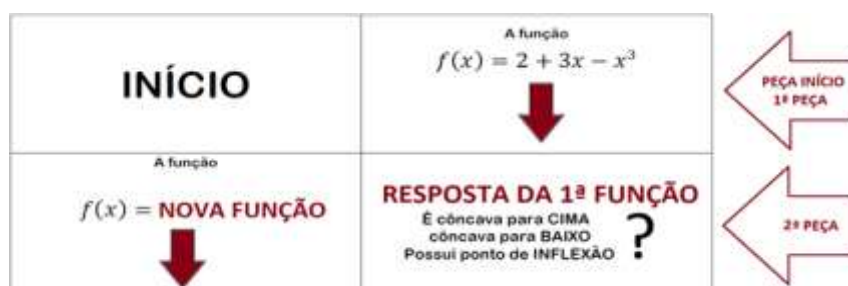 INÍCIO
A função
f(x) = 2 + 3x − x³
PEÇA INÍCIO
1ª PEÇA
A função
f(x) = NOVA FUNÇÃO
RESPOSTA DA 1ª FUNÇÃO
É côncava para CIMA
côncava para BAIXO
Possui ponto de INFLEXÃO
?
2ª PEÇA